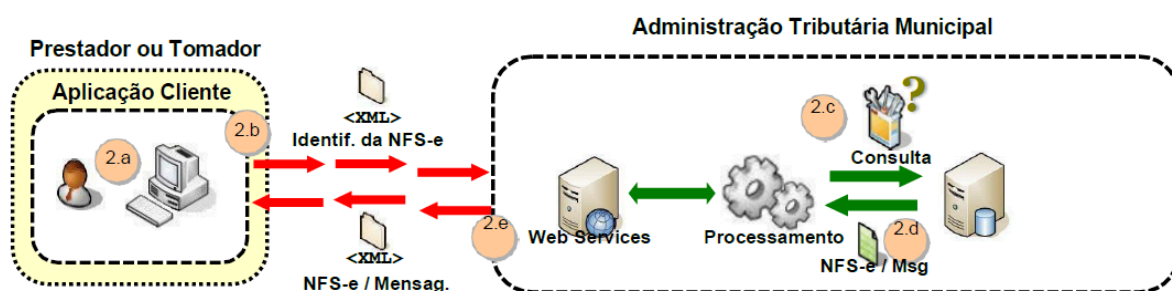 Administração Tributária Municipal
Prestador ou Tomador
Aplicação Cliente
2.a
2.b
<XML>
Identif. da NFS-e
<XML>
NFS-e / Mensag.
2.e
Web Services
Processamento
2.c
?
Consulta
2.d
NFS-e / Msg